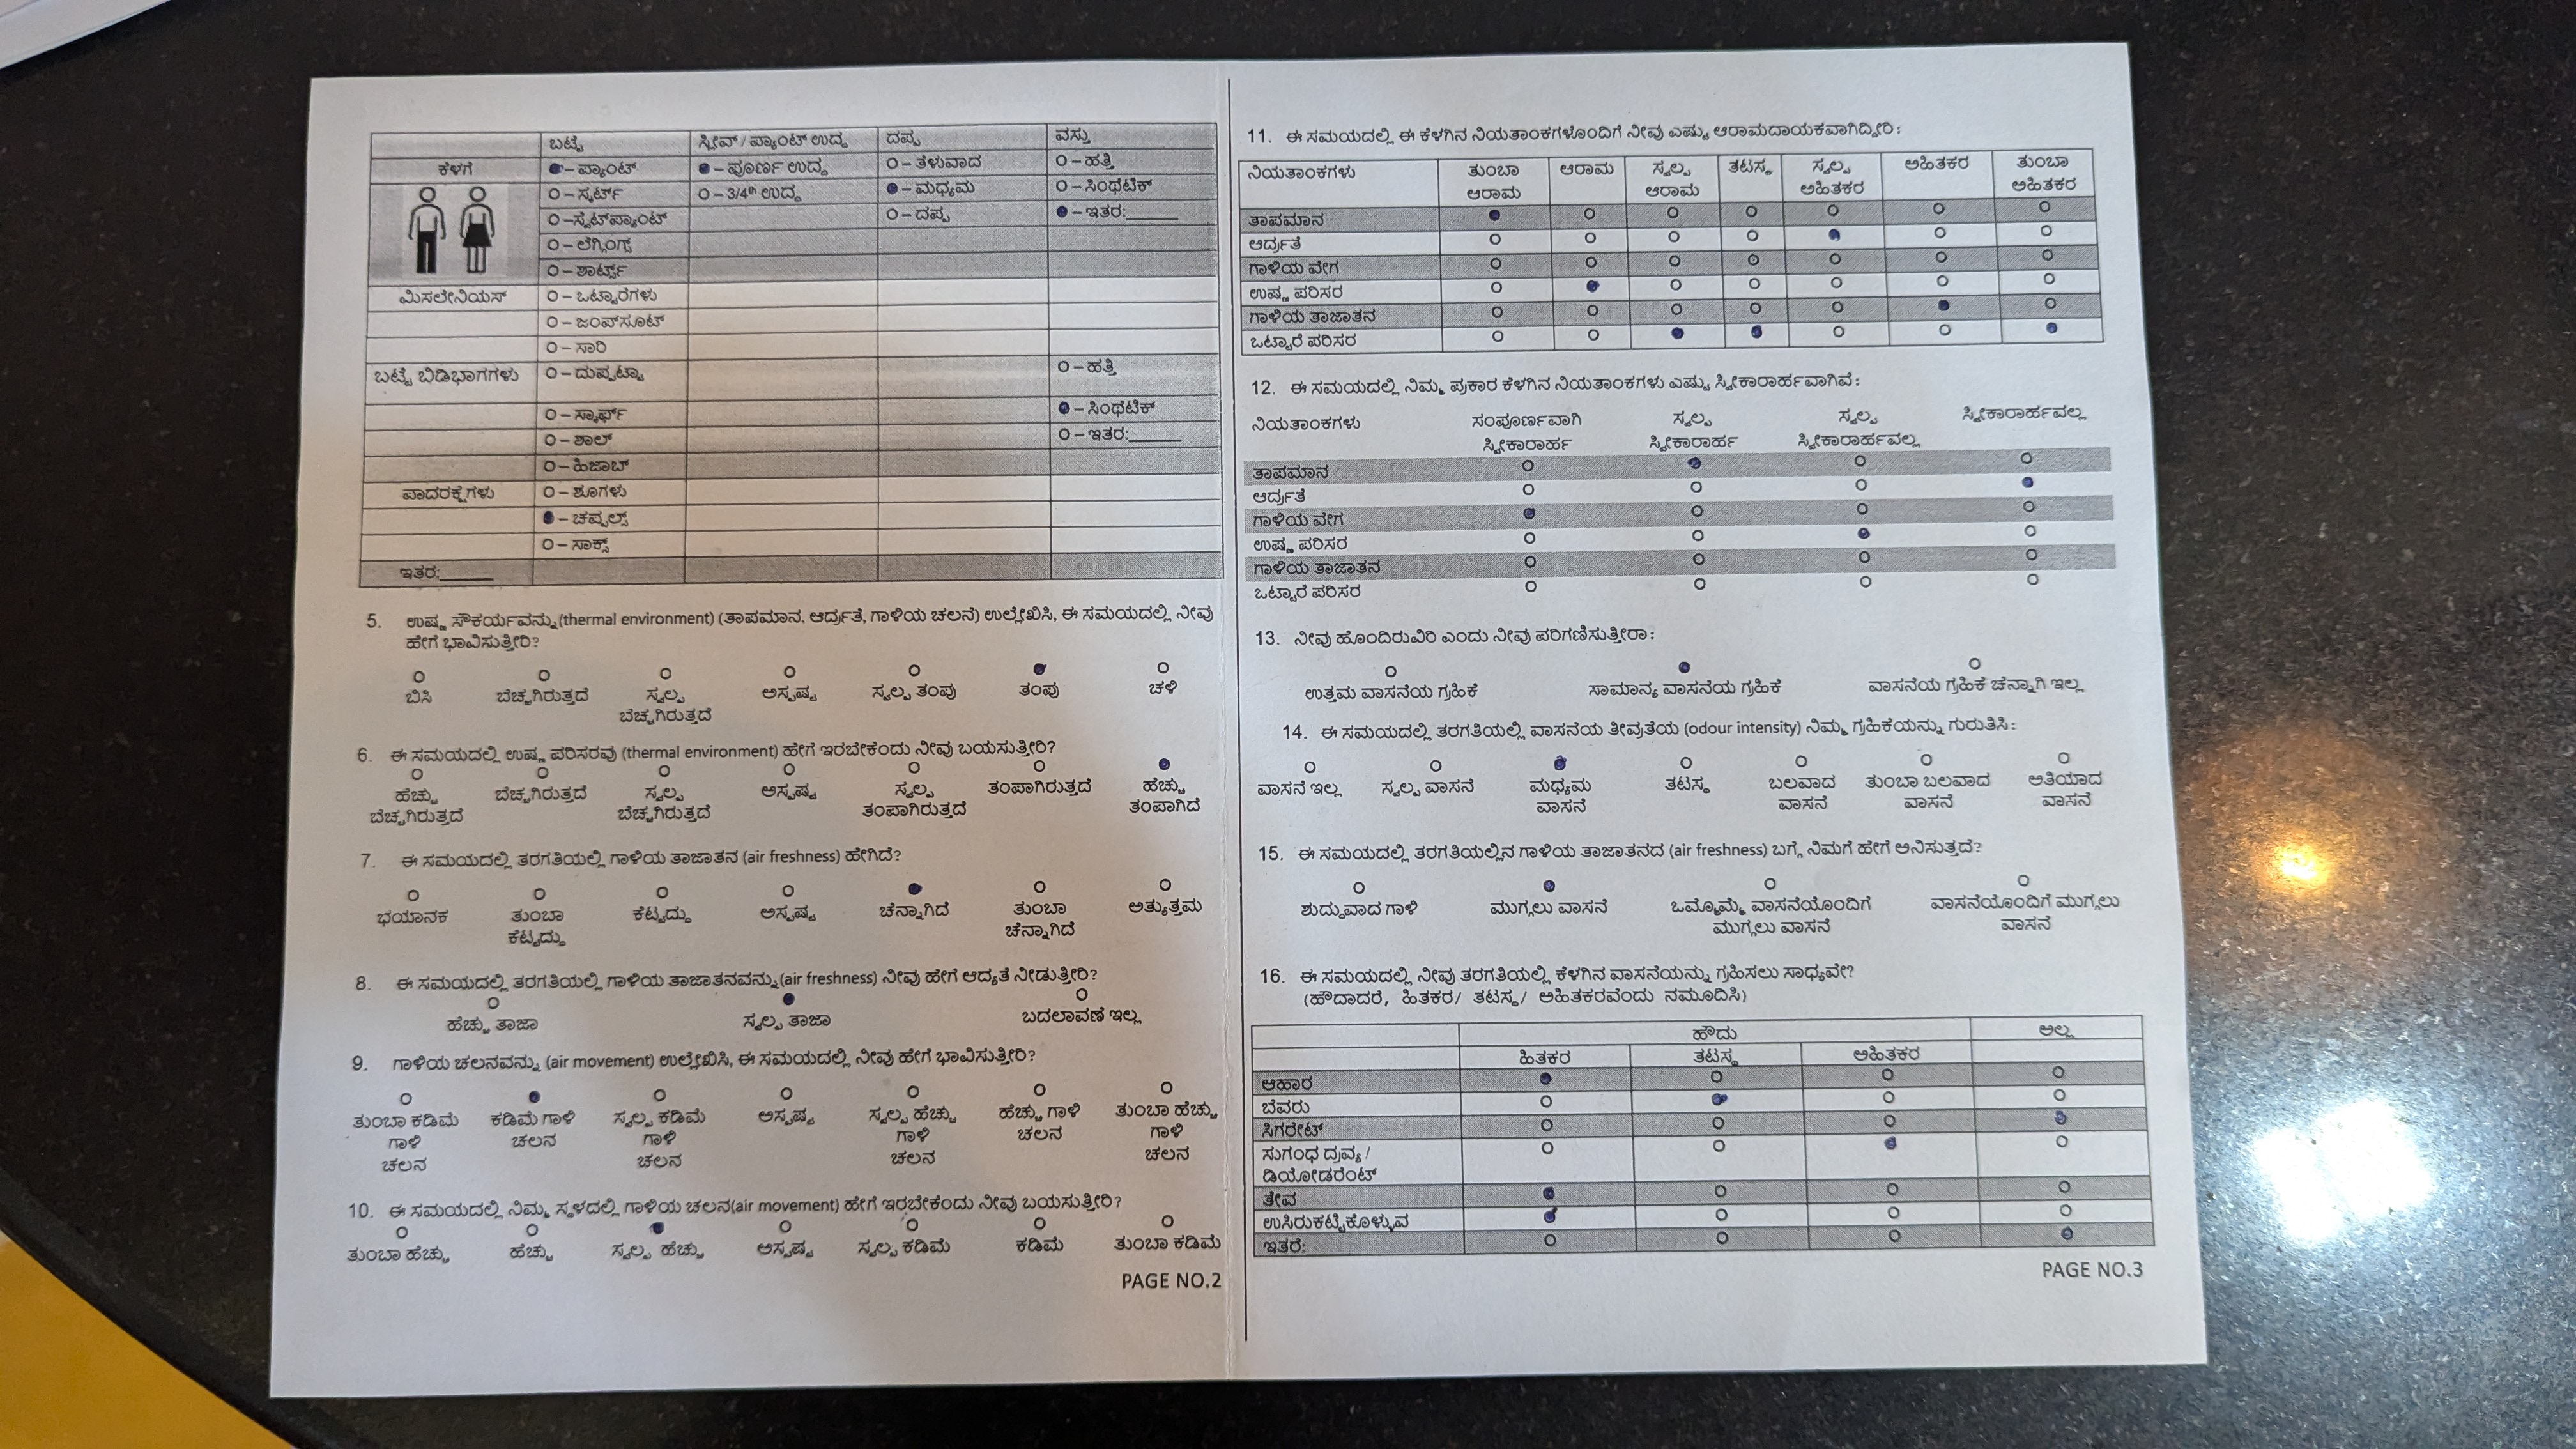 ಬಟ್ಟೆ ಸ್ಲೀವ್ / ಪ್ಯಾಂಟ್ ಉದ್ದ ದಪ್ಪ ವಸ್ತು
ಕೆಳಗೆ ● – ಪ್ಯಾಂಟ್ ● – ಪೂರ್ಣ ಉದ್ದ O – ತೆಳುವಾದ O – ಹತ್ತಿ
O – ಸ್ಕರ್ಟ್ O – 3/4th ಉದ್ದ ● – ಮಧ್ಯಮ O – ಸಿಂಥೆಟಿಕ್
O –ಸ್ವೆಟ್‌ಪ್ಯಾಂಟ್ O – ದಪ್ಪ ● – ಇತರ:______
O – ಲೆಗ್ಗಿಂಗ್ಸ್
O – ಶಾರ್ಟ್ಸ್
ಮಿಸಲೇನಿಯಸ್ O – ಒಟ್ಟಾರೆಗಳು
O – ಜಂಪ್‌ಸೂಟ್
O – ಸಾರಿ
ಬಟ್ಟೆ ಬಿಡಿಭಾಗಗಳು O – ದುಪ್ಪಟ್ಟಾ O – ಹತ್ತಿ
O – ಸ್ಕಾರ್ಫ್ ● – ಸಿಂಥೆಟಿಕ್
O – ಶಾಲ್ O – ಇತರ:______
O – ಹಿಜಾಬ್
ಪಾದರಕ್ಷೆಗಳು O – ಶೂಗಳು
● – ಚಪ್ಪಲ್ಸ್
O – ಸಾಕ್ಸ್
ಇತರ:______
5. ಉಷ್ಣ ಸೌಕರ್ಯವನ್ನು(thermal environment) (ತಾಪಮಾನ, ಆರ್ದ್ರತೆ, ಗಾಳಿಯ ಚಲನೆ) ಉಲ್ಲೇಖಿಸಿ, ಈ ಸಮಯದಲ್ಲಿ ನೀವು
ಹೇಗೆ ಭಾವಿಸುತ್ತೀರಿ?
O O O O O ● O
ಬಿಸಿ ಬೆಚ್ಚಗಿರುತ್ತದೆ ಸ್ವಲ್ಪ ಅಸ್ಪಷ್ಟ ಸ್ವಲ್ಪ ತಂಪು ತಂಪು ಚಳಿ
ಬೆಚ್ಚಗಿರುತ್ತದೆ
6. ಈ ಸಮಯದಲ್ಲಿ ಉಷ್ಣ ಪರಿಸರವು (thermal environment) ಹೇಗೆ ಇರಬೇಕೆಂದು ನೀವು ಬಯಸುತ್ತೀರಿ?
O O O O O O ●
ಹೆಚ್ಚು ಬೆಚ್ಚಗಿರುತ್ತದೆ ಸ್ವಲ್ಪ ಅಸ್ಪಷ್ಟ ಸ್ವಲ್ಪ ತಂಪಾಗಿರುತ್ತದೆ ಹೆಚ್ಚು
ಬೆಚ್ಚಗಿರುತ್ತದೆ ಬೆಚ್ಚಗಿರುತ್ತದೆ ತಂಪಾಗಿರುತ್ತದೆ ತಂಪಾಗಿದೆ
7. ಈ ಸಮಯದಲ್ಲಿ ತರಗತಿಯಲ್ಲಿ ಗಾಳಿಯ ತಾಜಾತನ (air freshness) ಹೇಗಿದೆ?
O O O O ● O O
ಭಯಾನಕ ತುಂಬಾ ಕೆಟ್ಟದ್ದು ಅಸ್ಪಷ್ಟ ಚೆನ್ನಾಗಿದೆ ತುಂಬಾ ಅತ್ಯುತ್ತಮ
ಕೆಟ್ಟದ್ದು ಚೆನ್ನಾಗಿದೆ
8. ಈ ಸಮಯದಲ್ಲಿ ತರಗತಿಯಲ್ಲಿ ಗಾಳಿಯ ತಾಜಾತನವನ್ನು(air freshness) ನೀವು ಹೇಗೆ ಆದ್ಯತೆ ನೀಡುತ್ತೀರಿ?
O ● O
ಹೆಚ್ಚು ತಾಜಾ ಸ್ವಲ್ಪ ತಾಜಾ ಬದಲಾವಣೆ ಇಲ್ಲ
9. ಗಾಳಿಯ ಚಲನವನ್ನು (air movement) ಉಲ್ಲೇಖಿಸಿ, ಈ ಸಮಯದಲ್ಲಿ ನೀವು ಹೇಗೆ ಭಾವಿಸುತ್ತೀರಿ?
O ● O O O O O
ತುಂಬಾ ಕಡಿಮೆ ಕಡಿಮೆ ಗಾಳಿ ಸ್ವಲ್ಪ ಕಡಿಮೆ ಅಸ್ಪಷ್ಟ ಸ್ವಲ್ಪ ಹೆಚ್ಚು ಹೆಚ್ಚು ಗಾಳಿ ತುಂಬಾ ಹೆಚ್ಚು
ಗಾಳಿ ಚಲನ ಗಾಳಿ ಗಾಳಿ ಚಲನ ಗಾಳಿ
ಚಲನ ಚಲನ ಚಲನ ಚಲನ
10. ಈ ಸಮಯದಲ್ಲಿ ನಿಮ್ಮ ಸ್ಥಳದಲ್ಲಿ ಗಾಳಿಯ ಚಲನ(air movement) ಹೇಗೆ ಇರಬೇಕೆಂದು ನೀವು ಬಯಸುತ್ತೀರಿ?
O O ● O O O O
ತುಂಬಾ ಹೆಚ್ಚು ಹೆಚ್ಚು ಸ್ವಲ್ಪ ಹೆಚ್ಚು ಅಸ್ಪಷ್ಟ ಸ್ವಲ್ಪ ಕಡಿಮೆ ಕಡಿಮೆ ತುಂಬಾ ಕಡಿಮೆ
PAGE NO.2
11. ಈ ಸಮಯದಲ್ಲಿ ಈ ಕೆಳಗಿನ ನಿಯತಾಂಕಗಳೊಂದಿಗೆ ನೀವು ಎಷ್ಟು ಆರಾಮದಾಯಕವಾಗಿದ್ದೀರಿ:
ನಿಯತಾಂಕಗಳು ತುಂಬಾ ಆರಾಮ ಸ್ವಲ್ಪ ತಟಸ್ಥ ಸ್ವಲ್ಪ ಅಹಿತಕರ ತುಂಬಾ
ಆರಾಮ ಆರಾಮ ಅಹಿತಕರ ಅಹಿತಕರ
ತಾಪಮಾನ ● O O O O O O
ಆರ್ದ್ರತೆ O O O O ● O O
ಗಾಳಿಯ ವೇಗ O O O O O O O
ಉಷ್ಣ ಪರಿಸರ O ● O O O O O
ಗಾಳಿಯ ತಾಜಾತನ O O O O O ● O
ಒಟ್ಟಾರೆ ಪರಿಸರ O O ● ● O O ●
12. ಈ ಸಮಯದಲ್ಲಿ ನಿಮ್ಮ ಪ್ರಕಾರ ಕೆಳಗಿನ ನಿಯತಾಂಕಗಳು ಎಷ್ಟು ಸ್ವೀಕಾರಾರ್ಹವಾಗಿವೆ:
ನಿಯತಾಂಕಗಳು ಸಂಪೂರ್ಣವಾಗಿ ಸ್ವಲ್ಪ ಸ್ವಲ್ಪ ಸ್ವೀಕಾರಾರ್ಹವಲ್ಲ
ಸ್ವೀಕಾರಾರ್ಹ ಸ್ವೀಕಾರಾರ್ಹ ಸ್ವೀಕಾರಾರ್ಹವಲ್ಲ
ತಾಪಮಾನ O ● O O
ಆರ್ದ್ರತೆ O O O ●
ಗಾಳಿಯ ವೇಗ ● O O O
ಉಷ್ಣ ಪರಿಸರ O O ● O
ಗಾಳಿಯ ತಾಜಾತನ O O O O
ಒಟ್ಟಾರೆ ಪರಿಸರ O O O O
13. ನೀವು ಹೊಂದಿರುವಿರಿ ಎಂದು ನೀವು ಪರಿಗಣಿಸುತ್ತೀರಾ:
O ● O
ಉತ್ತಮ ವಾಸನೆಯ ಗ್ರಹಿಕೆ ಸಾಮಾನ್ಯ ವಾಸನೆಯ ಗ್ರಹಿಕೆ ವಾಸನೆಯ ಗ್ರಹಿಕೆ ಚೆನ್ನಾಗಿ ಇಲ್ಲ
14. ಈ ಸಮಯದಲ್ಲಿ ತರಗತಿಯಲ್ಲಿ ವಾಸನೆಯ ತೀವ್ರತೆಯ (odour intensity) ನಿಮ್ಮ ಗ್ರಹಿಕೆಯನ್ನು ಗುರುತಿಸಿ:
O O ● O O O O
ವಾಸನೆ ಇಲ್ಲ ಸ್ವಲ್ಪ ವಾಸನೆ ಮಧ್ಯಮ ತಟಸ್ಥ ಬಲವಾದ ತುಂಬಾ ಬಲವಾದ ಅತಿಯಾದ
ವಾಸನೆ ವಾಸನೆ ವಾಸನೆ ವಾಸನೆ
15. ಈ ಸಮಯದಲ್ಲಿ ತರಗತಿಯಲ್ಲಿನ ಗಾಳಿಯ ತಾಜಾತನದ (air freshness) ಬಗ್ಗೆ ನಿಮಗೆ ಹೇಗೆ ಅನಿಸುತ್ತದೆ?
O ● O O
ಶುದ್ಧವಾದ ಗಾಳಿ ಮುಗ್ಗಲು ವಾಸನೆ ಒಮ್ಮೊಮ್ಮೆ ವಾಸನೆಯೊಂದಿಗೆ ವಾಸನೆಯೊಂದಿಗೆ ಮುಗ್ಗಲು
ಮುಗ್ಗಲು ವಾಸನೆ ವಾಸನೆ
16. ಈ ಸಮಯದಲ್ಲಿ ನೀವು ತರಗತಿಯಲ್ಲಿ ಕೆಳಗಿನ ವಾಸನೆಯನ್ನು ಗ್ರಹಿಸಲು ಸಾಧ್ಯವೇ?
(ಹೌದಾದರೆ, ಹಿತಕರ/ ತಟಸ್ಥ/ ಅಹಿತಕರವೆಂದು ನಮೂದಿಸಿ)
ಹೌದು ಅಲ್ಲ
ಹಿತಕರ ತಟಸ್ಥ ಅಹಿತಕರ
ಆಹಾರ ● O O O
ಬೆವರು O ● O O
ಸಿಗರೇಟ್ O O O ●
ಸುಗಂಧ ದ್ರವ್ಯ / O O ● O
ಡಿಯೋಡರೆಂಟ್
ತೇವ ● O O O
ಉಸಿರುಕಟ್ಟಿಕೊಳ್ಳುವ ● O O O
ಇತರೆ: O O O ●
PAGE NO.3